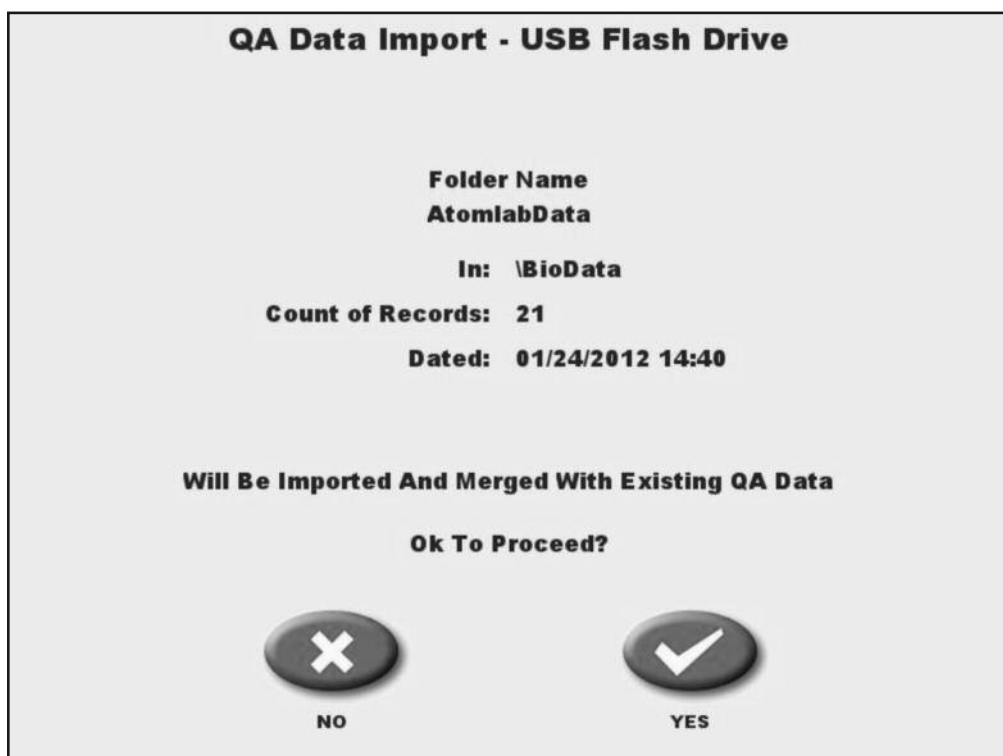 QA Data Import - USB Flash Drive
Folder Name
AtomlabData
In: \BioData
Count of Records: 21
Dated: 01/24/2012 14:40
Will Be Imported And Merged With Existing QA Data
Ok To Proceed?
NO YES